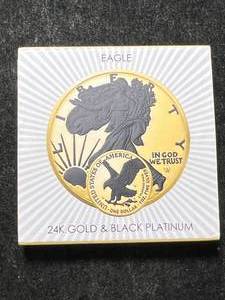 EAGLE
LIBERTY
IN GOD
WE TRUST
UNITED STATES OF AMERICA
1 OZ. FINE SILVER
~ONE DOLLAR~
24K GOLD & BLACK PLATINUM